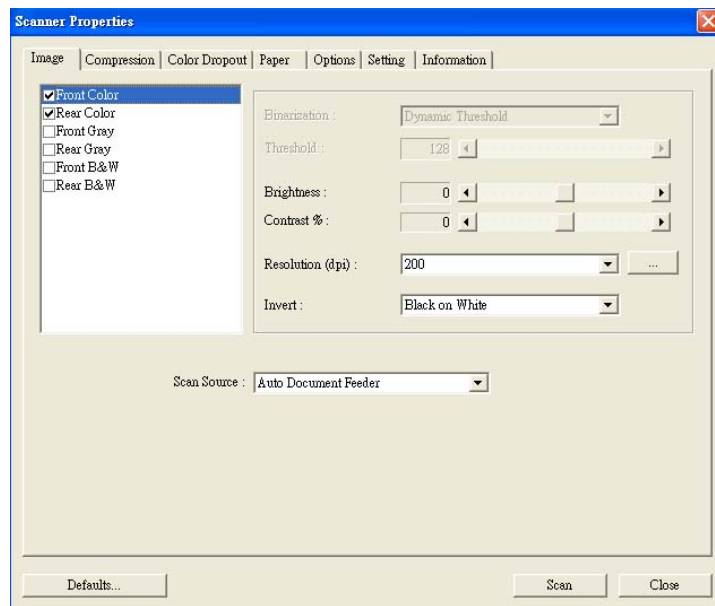 Scanner Properties
Image Compression Color Dropout Paper Options Setting Information
Front Color
Rear Color
Front Gray
Rear Gray
Front B&W
Rear B&W
Binarization : Dynamic Threshold
Threshold : 128
Brightness : 0
Contrast % : 0
Resolution (dpi) : 200 ...
Invert : Black on White
Scan Source : Auto Document Feeder
Defaults... Scan Close